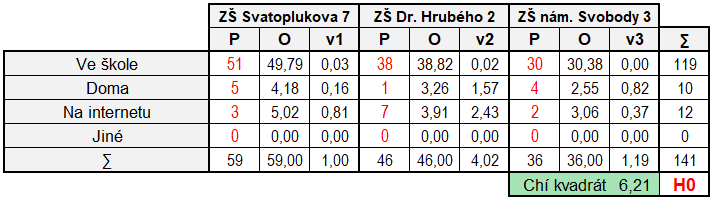 ZŠ Svatoplukova 7 ZŠ Dr. Hrubého 2 ZŠ nám. Svobody 3
P O v1 P O v2 P O v3 ∑
Ve škole 51 49,79 0,03 38 38,82 0,02 30 30,38 0,00 119
Doma 5 4,18 0,16 1 3,26 1,57 4 2,55 0,82 10
Na internetu 3 5,02 0,81 7 3,91 2,43 2 3,06 0,37 12
Jiné 0 0,00 0,00 0 0,00 0,00 0 0,00 0,00 0
∑ 59 59,00 1,00 46 46,00 4,02 36 36,00 1,19 141
Chí kvadrát 6,21 H0